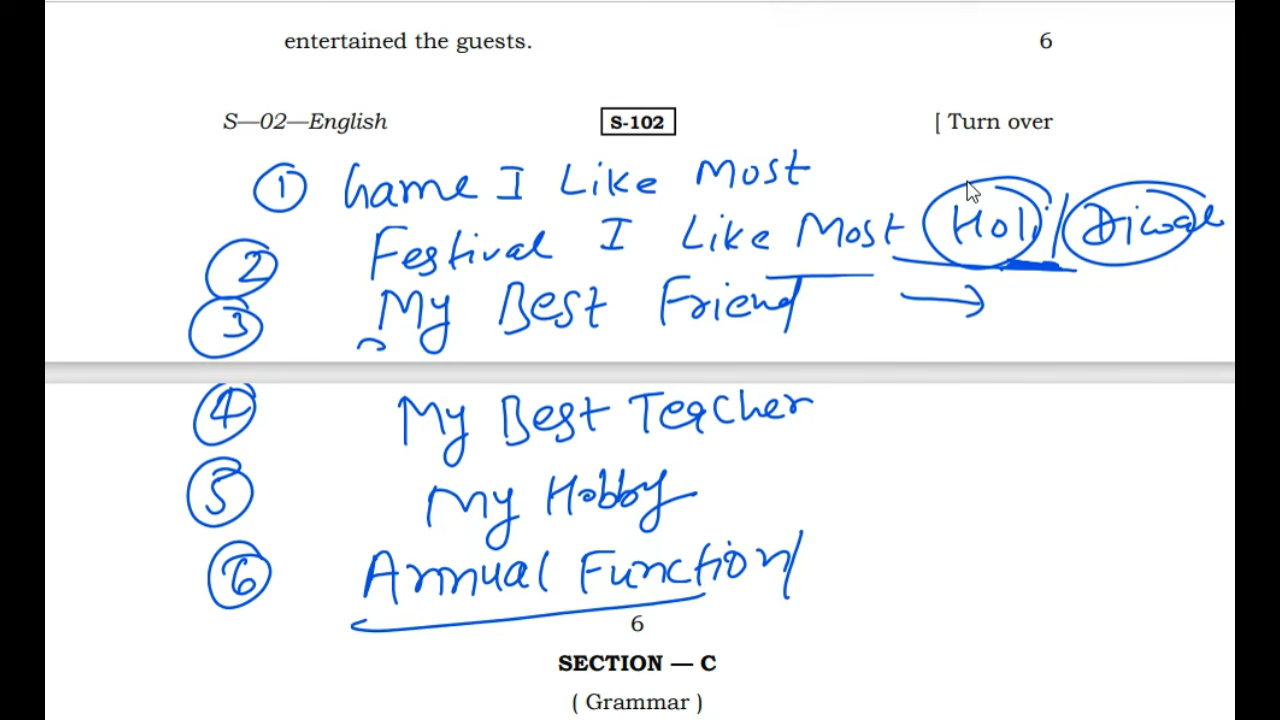 entertained the guests. 6
S—02—English S-102 [ Turn over
① Game I Like Most
② Festival I Like Most Holi / Diwali
③ My Best Friend →
④ My Best Teacher
⑤ My Hobby
⑥ Annual Function
6
SECTION — C
( Grammar )